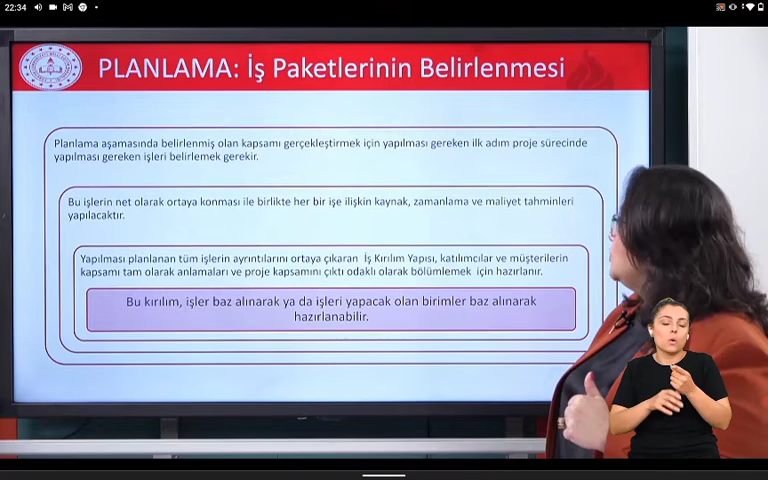 22:34
PLANLAMA: İş Paketlerinin Belirlenmesi
Planlama aşamasında belirlenmiş olan kapsamı gerçekleştirmek için yapılması gereken ilk adım proje sürecinde
yapılması gereken işleri belirlemek gerekir.
Bu işlerin net olarak ortaya konması ile birlikte her bir işe ilişkin kaynak, zamanlama ve maliyet tahminleri
yapılacaktır.
Yapılması planlanan tüm işlerin ayrıntılarını ortaya çıkaran İş Kırılım Yapısı, katılımcılar ve müşterilerin
kapsamı tam olarak anlamaları ve proje kapsamını çıktı odaklı olarak bölümlemek için hazırlanır.
Bu kırılım, işler baz alınarak ya da işleri yapacak olan birimler baz alınarak
hazırlanabilir.